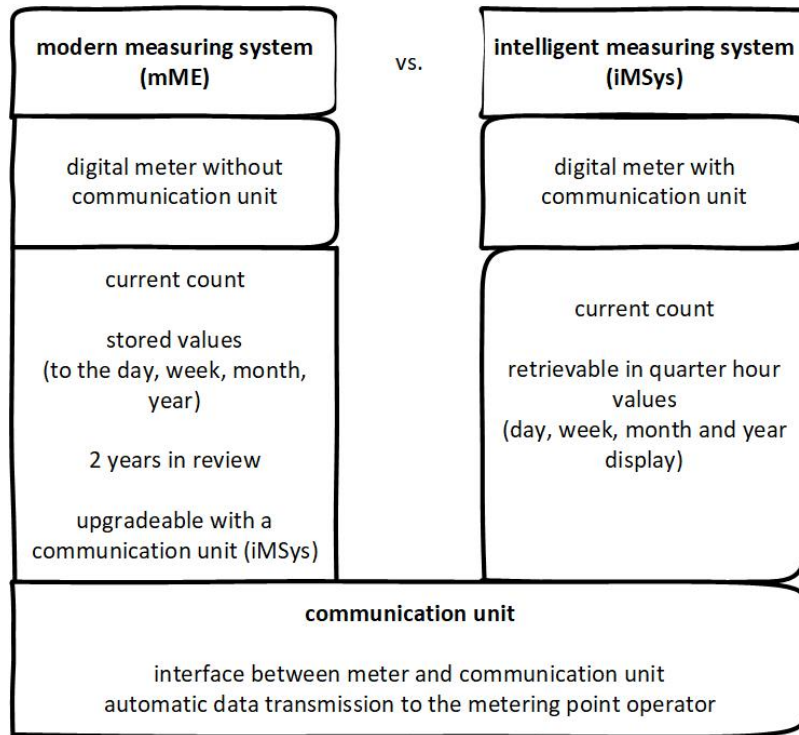 modern measuring system
(mME)
vs.
intelligent measuring system
(iMSys)
digital meter without
communication unit
digital meter with
communication unit
current count
stored values
(to the day, week, month,
year)
2 years in review
upgradeable with a
communication unit (iMSys)
current count
retrievable in quarter hour
values
(day, week, month and year
display)
communication unit
interface between meter and communication unit
automatic data transmission to the metering point operator